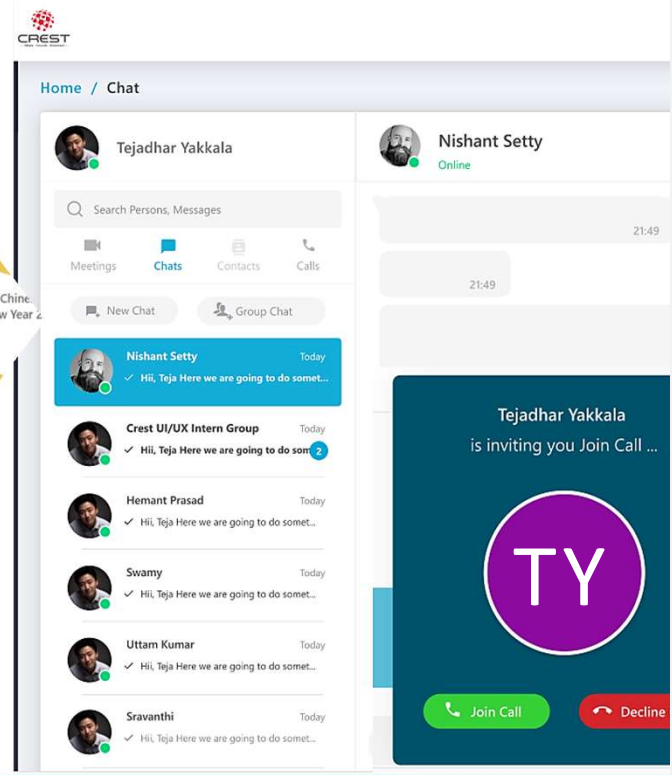 CREST
Home / Chat
Tejadhar Yakkala
Search Persons, Messages
Meetings
Chats
Contacts
Calls
New Chat
Group Chat
Nishant Setty
Today
Hii, Teja Here we are going to do somet...
Crest UI/UX Intern Group
Today
Hii, Teja Here we are going to do som
2
Hemant Prasad
Today
Hii, Teja Here we are going to do somet...
Swamy
Today
Hii, Teja Here we are going to do somet...
Uttam Kumar
Today
Hii, Teja Here we are going to do somet...
Sravanthi
Today
Hii, Teja Here we are going to do somet...
Nishant Setty
Online
21:49
21:49
Tejadhar Yakkala
is inviting you Join Call ...
TY
Join Call
Decline
Chine
w Year 2